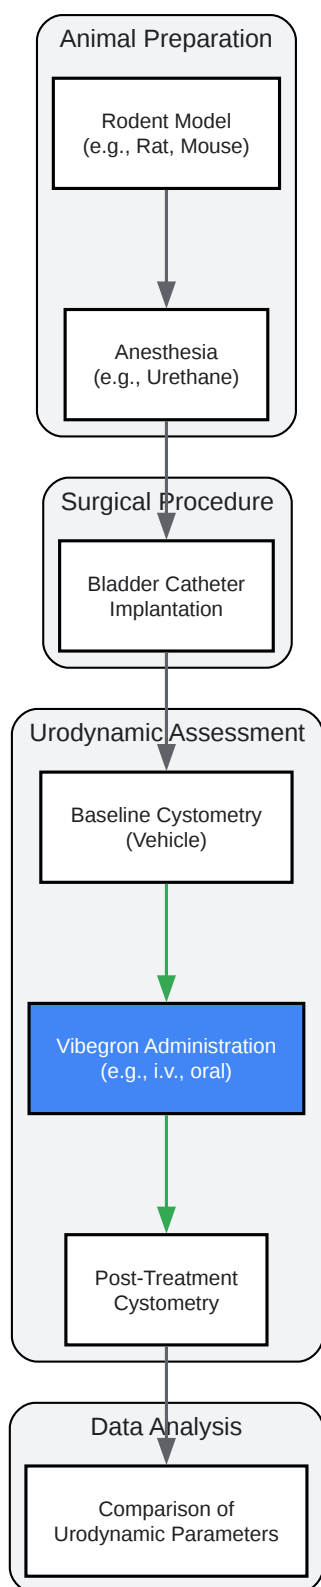 Animal Preparation
Rodent Model
(e.g., Rat, Mouse)
Anesthesia
(e.g., Urethane)
Surgical Procedure
Bladder Catheter
Implantation
Urodynamic Assessment
Baseline Cystometry
(Vehicle)
Vibegron Administration
(e.g., i.v., oral)
Post-Treatment
Cystometry
Data Analysis
Comparison of
Urodynamic Parameters